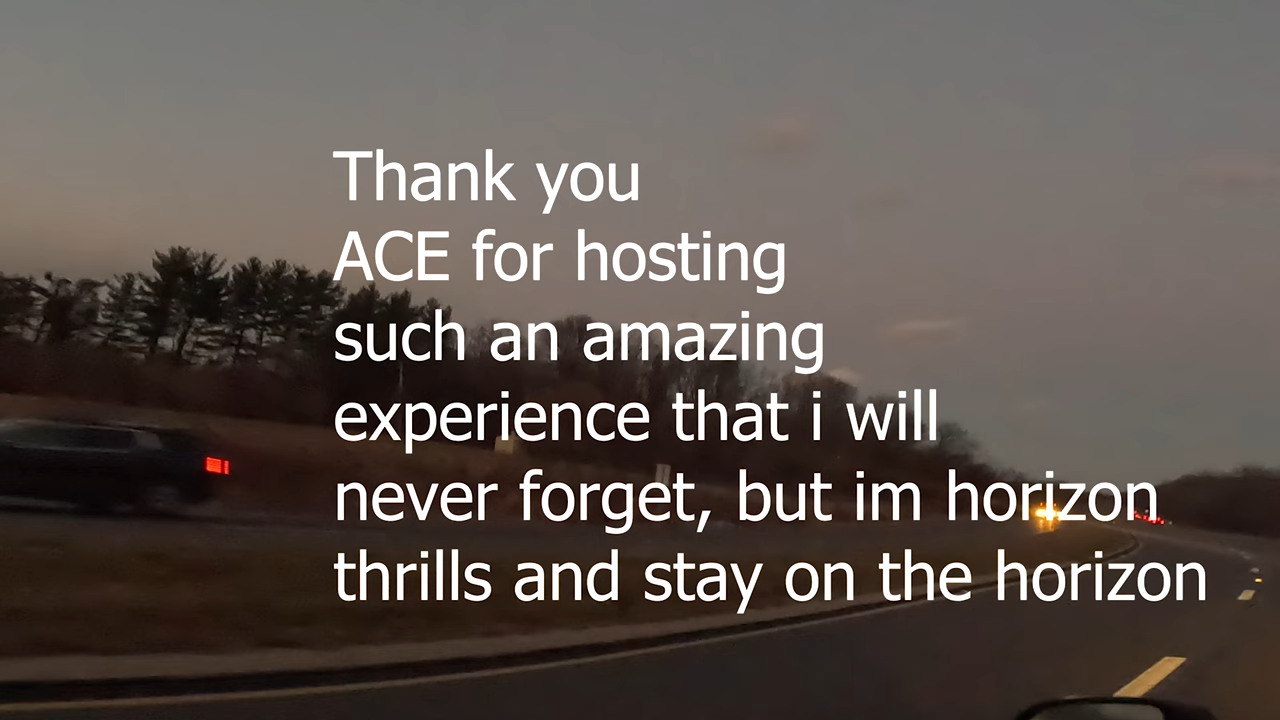 Thank you
ACE for hosting
such an amazing
experience that i will
never forget, but im horizon
thrills and stay on the horizon